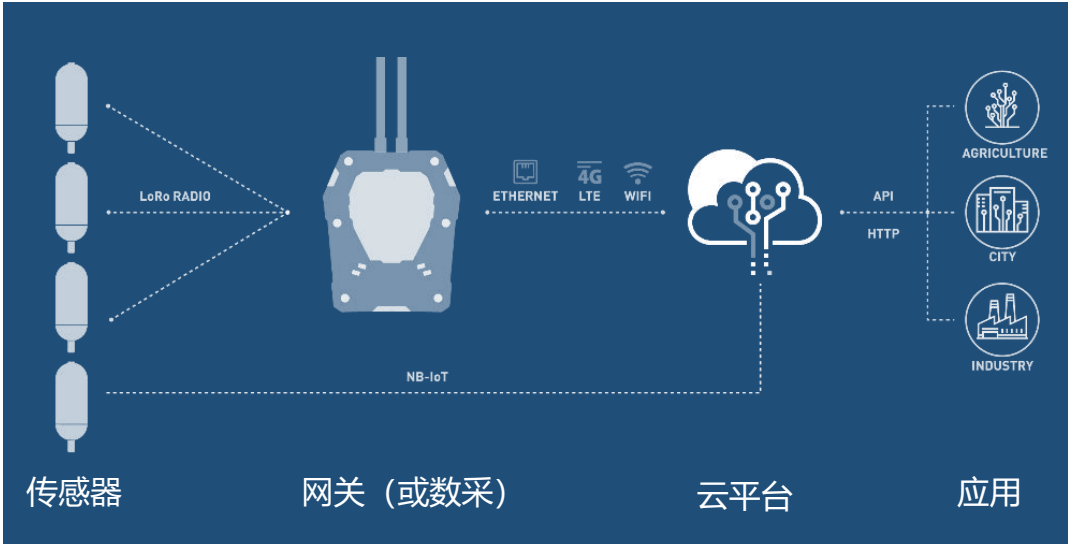 LoRo RADIO
4G
ETHERNET
LTE
WIFI
API
HTTP
AGRICULTURE
CITY
INDUSTRY
NB-IoT
传感器
网关（或数采）
云平台
应用